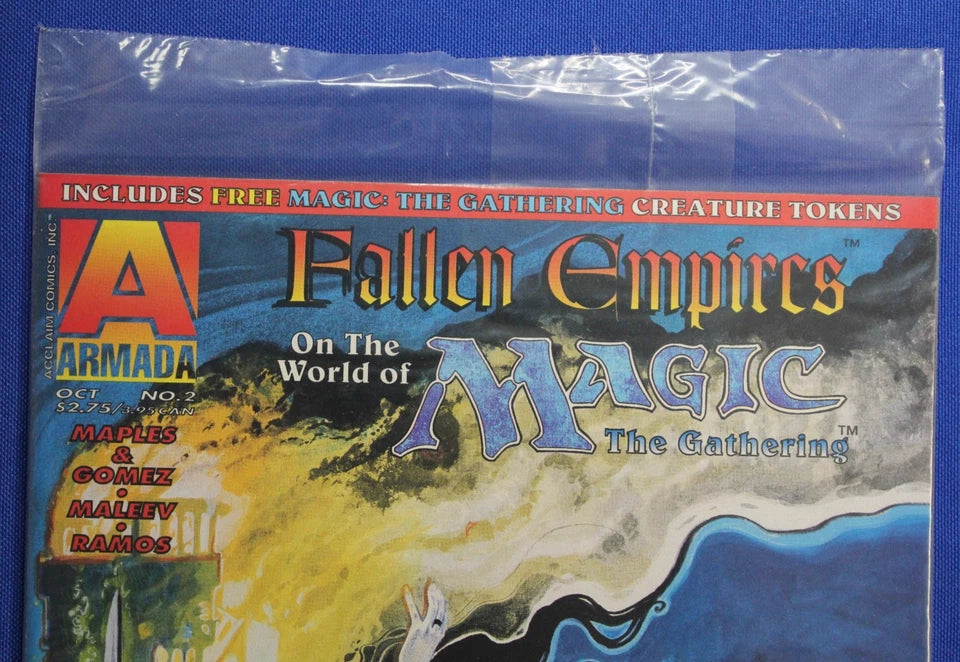 INCLUDES FREE MAGIC: THE GATHERING CREATURE TOKENS
ACCLAIM COMICS, INC.
A
ARMADA
OCT NO. 2
$2.75/3.95 CAN
MAPLES
&
GOMEZ
•
MALEEV
•
RAMOS
Fallen Empires™
On The
World of
MAGIC
The Gathering™